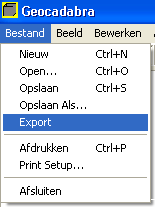 Geocadabra
Bestand Beeld Bewerken
Nieuw Ctrl+N
Open... Ctrl+O
Opslaan Ctrl+S
Opslaan Als...
Export
Afdrukken Ctrl+P
Print Setup...
Afsluiten